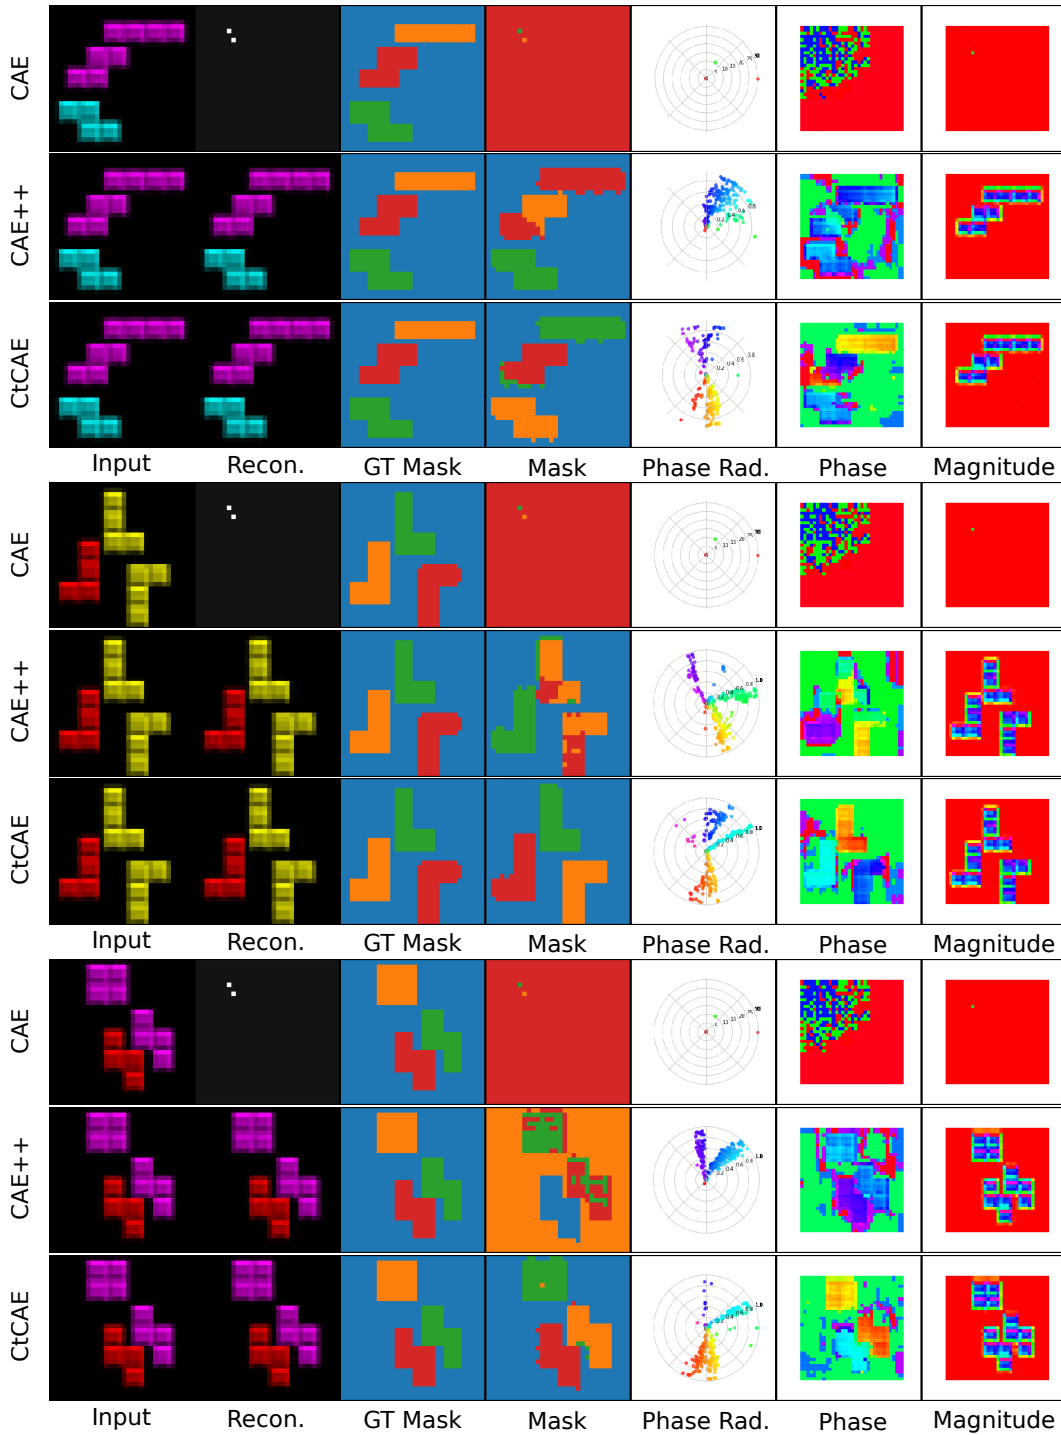 CAE
CAE++
CtCAE
Input Recon. GT Mask Mask Phase Rad. Phase Magnitude
CAE
CAE++
CtCAE
Input Recon. GT Mask Mask Phase Rad. Phase Magnitude
CAE
CAE++
CtCAE
Input Recon. GT Mask Mask Phase Rad. Phase Magnitude